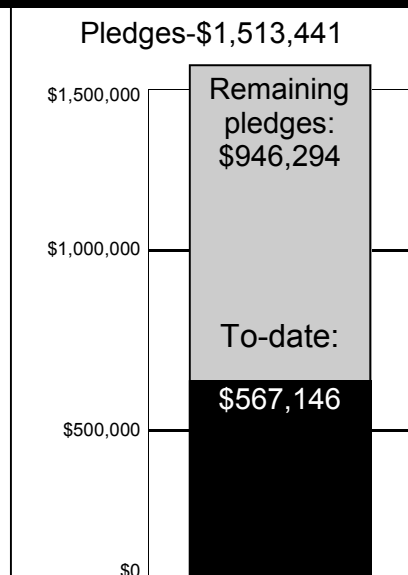 Pledges-$1,513,441
$1,500,000
Remaining
pledges:
$946,294
$1,000,000
To-date:
$567,146
$500,000
$0